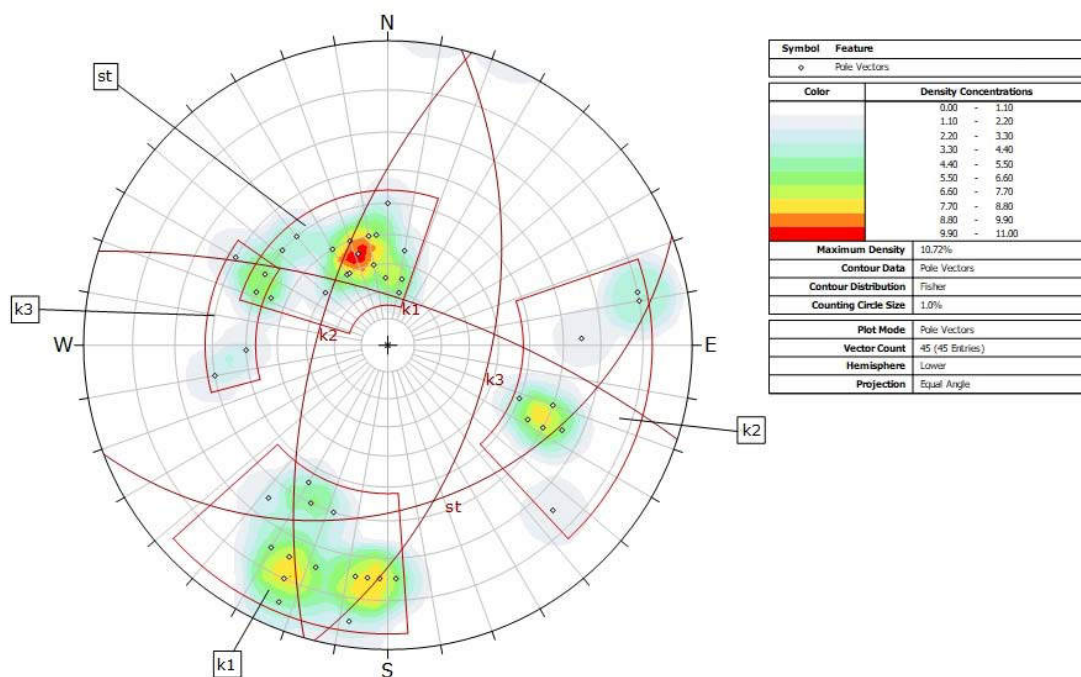 N
st
k3
W
k1
k2
k3
E
k2
st
k1
S
Symbol Feature
Pole Vectors
Color Density Concentrations
0.00 - 1.10
1.10 - 2.20
2.20 - 3.30
3.30 - 4.40
4.40 - 5.50
5.50 - 6.60
6.60 - 7.70
7.70 - 8.80
8.80 - 9.90
9.90 - 11.00
Maximum Density 10.72%
Contour Data Pole Vectors
Contour Distribution Fisher
Counting Circle Size 1.0%
Plot Mode Pole Vectors
Vector Count 45 (45 Entries)
Hemisphere Lower
Projection Equal Angle